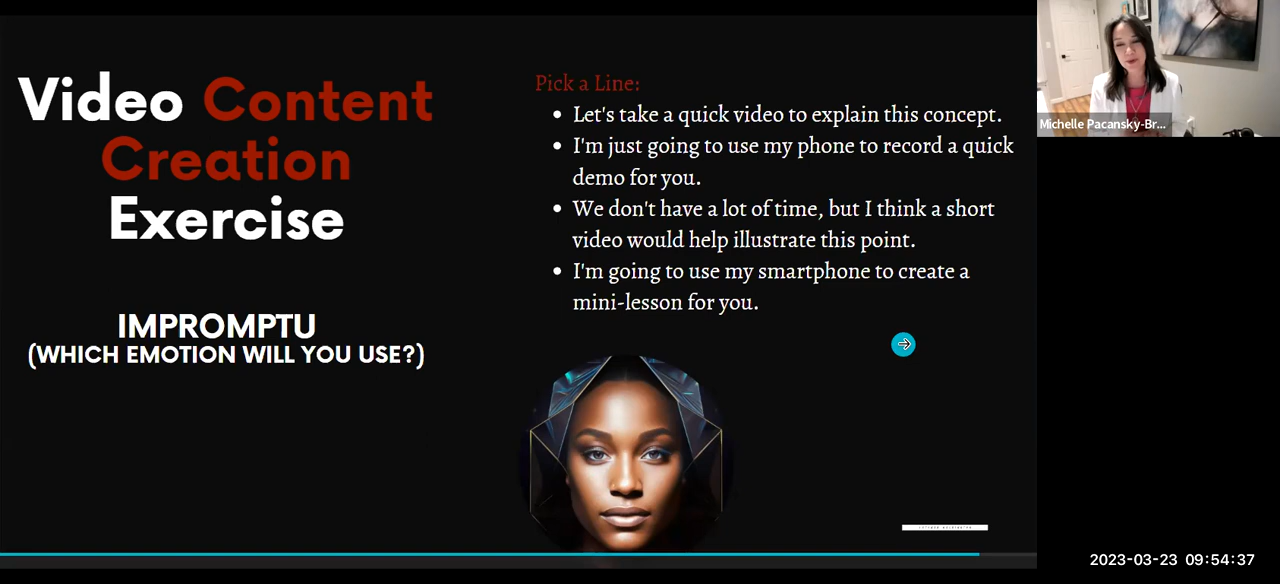 Video Content
Creation
Exercise
IMPROMPTU
(WHICH EMOTION WILL YOU USE?)
Pick a Line:
• Let's take a quick video to explain this concept.
• I'm just going to use my phone to record a quick
demo for you.
• We don't have a lot of time, but I think a short
video would help illustrate this point.
• I'm going to use my smartphone to create a
mini-lesson for you.
Michelle Pacansky-Br...
2023-03-23 09:54:37